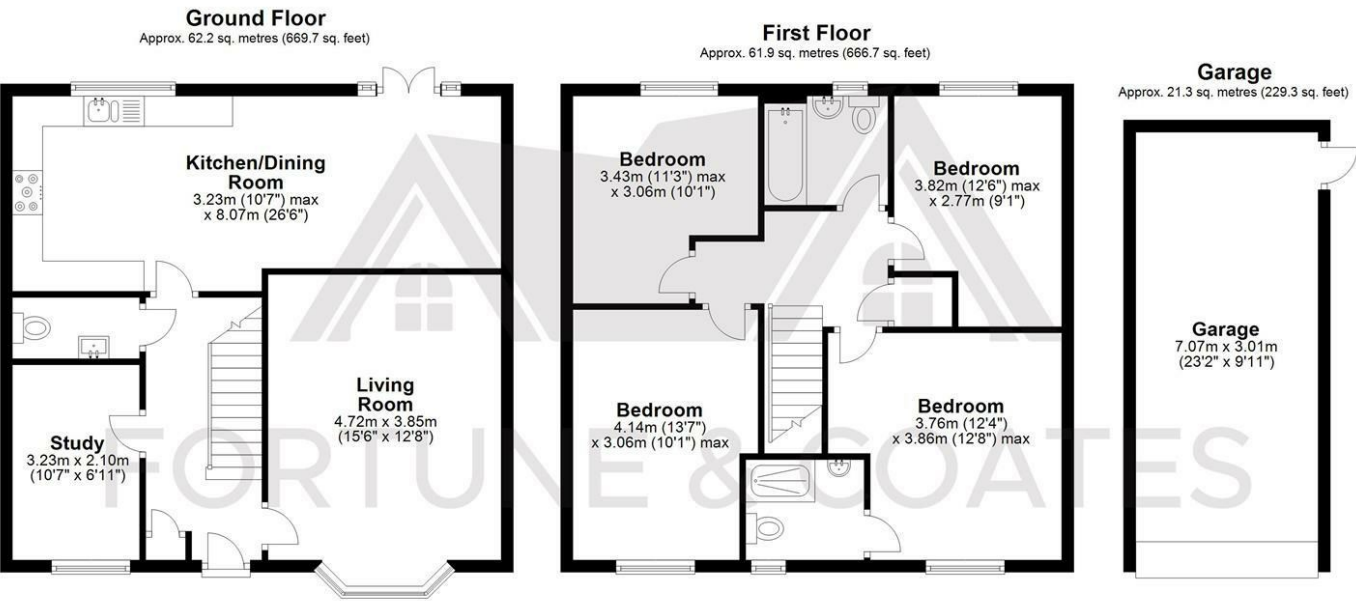 Ground Floor
Approx. 62.2 sq. metres (669.7 sq. feet)
Kitchen/Dining
Room
3.23m (10'7") max
x 8.07m (26'6")
Living
Room
4.72m x 3.85m
(15'6" x 12'8")
Study
3.23m x 2.10m
(10'7" x 6'11")
First Floor
Approx. 61.9 sq. metres (666.7 sq. feet)
Bedroom
3.43m (11'3") max
x 3.06m (10'1")
Bedroom
3.82m (12'6") max
x 2.77m (9'1")
Bedroom
4.14m (13'7")
x 3.06m (10'1") max
Bedroom
3.76m (12'4")
x 3.86m (12'8") max
Garage
Approx. 21.3 sq. metres (229.3 sq. feet)
Garage
7.07m x 3.01m
(23'2" x 9'11")
FORTUNE & COATES